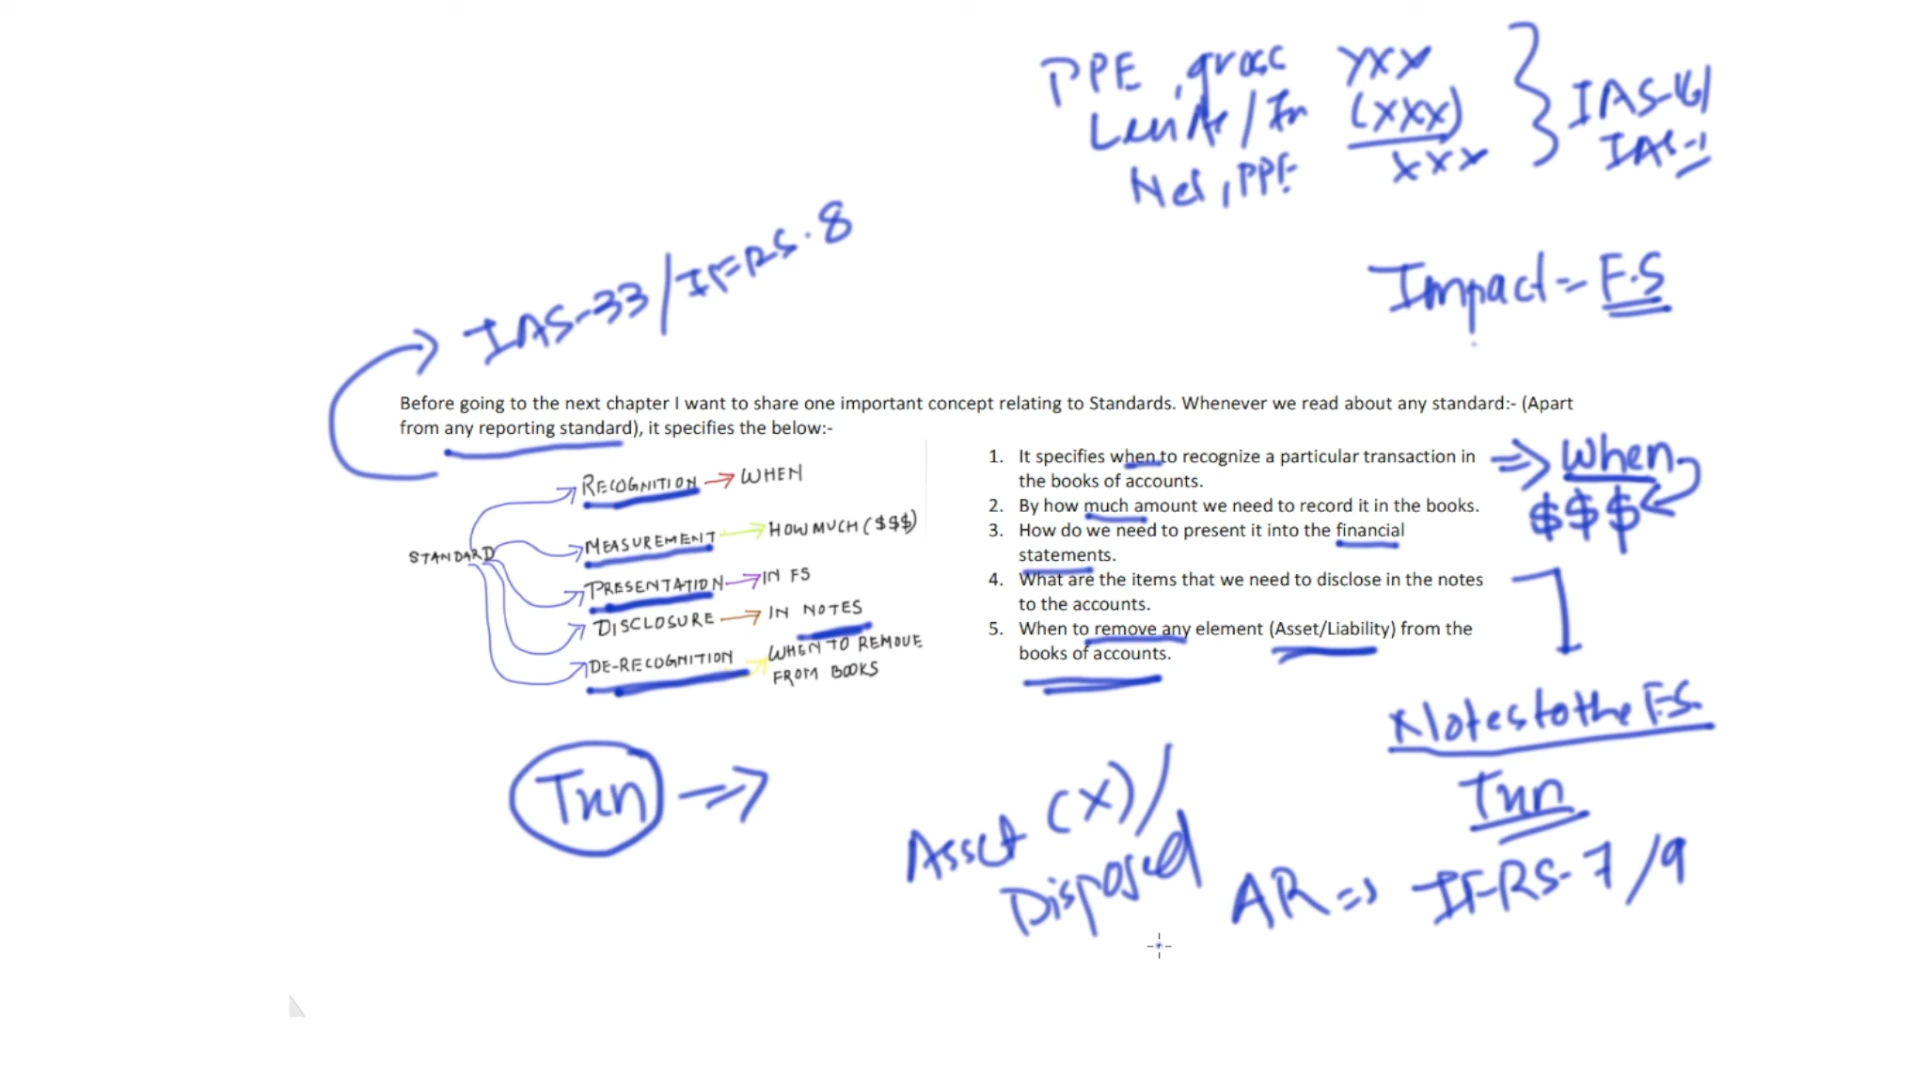 PPE, gross XXX
(XXX)
Net, PPE XXX
IAS-16/
IAS-1
Impact = F.S
IAS-33/IFRS.8
Before going to the next chapter I want to share one important concept relating to Standards. Whenever we read about any standard:- (Apart
from any reporting standard), it specifies the below:-
STANDARD
RECOGNITION → WHEN
MEASUREMENT → HOW MUCH ($$$)
PRESENTATION → IN FS
DISCLOSURE → IN NOTES
DE-RECOGNITION → WHEN TO REMOVE
FROM BOOKS
1. It specifies when to recognize a particular transaction in
the books of accounts.
2. By how much amount we need to record it in the books.
3. How do we need to present it into the financial
statements.
4. What are the items that we need to disclose in the notes
to the accounts.
5. When to remove any element (Asset/Liability) from the
books of accounts.
⇒ When
$$$
Notes to the F.S.
Txn
Txn →
Asset (X)/
Disposed
AR ⇒ IFRS-7/9